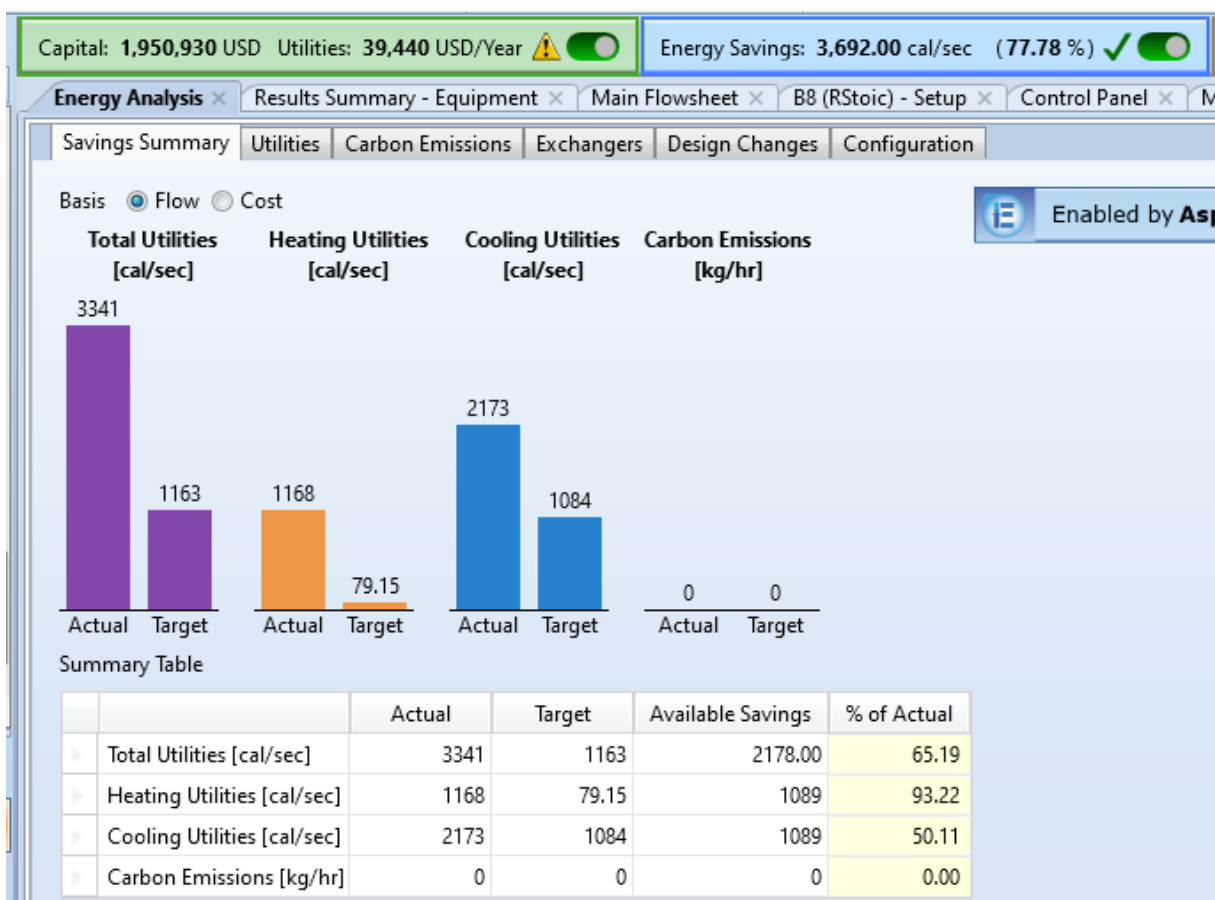 Capital: 1,950,930 USD Utilities: 39,440 USD/Year Energy Savings: 3,692.00 cal/sec (77.78 %)
Energy Analysis Results Summary - Equipment Main Flowsheet B8 (RStoic) - Setup Control Panel
Savings Summary Utilities Carbon Emissions Exchangers Design Changes Configuration
Basis Flow Cost
Enabled by
Total Utilities Heating Utilities Cooling Utilities Carbon Emissions
[cal/sec] [cal/sec] [cal/sec] [kg/hr]
3341
2173
1163 1168 1084
79.15 0 0
Actual Target Actual Target Actual Target Actual Target
Summary Table
Actual Target Available Savings % of Actual
Total Utilities [cal/sec] 3341 1163 2178.00 65.19
Heating Utilities [cal/sec] 1168 79.15 1089 93.22
Cooling Utilities [cal/sec] 2173 1084 1089 50.11
Carbon Emissions [kg/hr] 0 0 0 0.00